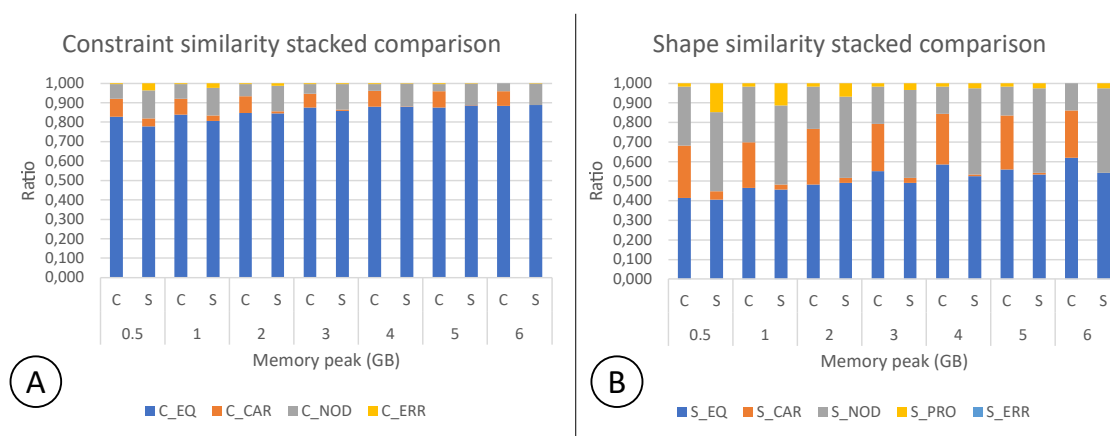 Constraint similarity stacked comparison
Ratio
1,000
0,900
0,800
0,700
0,600
0,500
0,400
0,300
0,200
0,100
0,000
C S C S C S C S C S C S C S
0.5 1 2 3 4 5 6
Memory peak (GB)
A
C_EQ C_CAR C_NOD C_ERR
Shape similarity stacked comparison
Ratio
1,000
0,900
0,800
0,700
0,600
0,500
0,400
0,300
0,200
0,100
0,000
C S C S C S C S C S C S C S
0.5 1 2 3 4 5 6
Memory peak (GB)
B
S_EQ S_CAR S_NOD S_PRO S_ERR